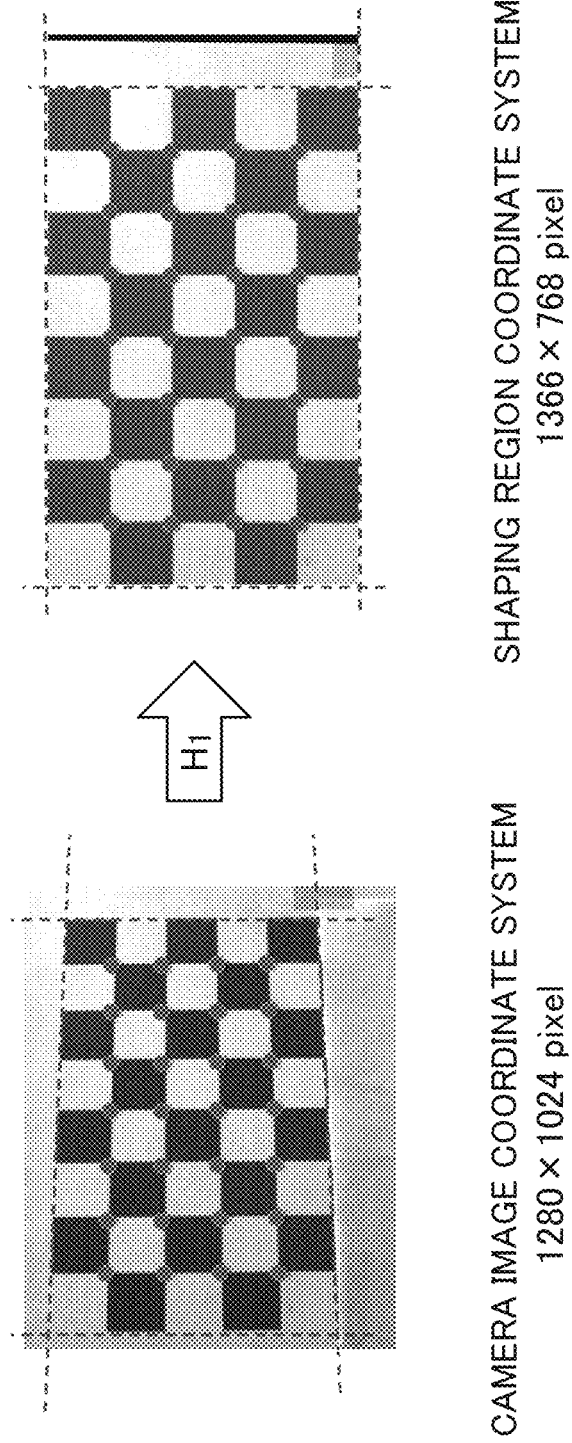 CAMERA IMAGE COORDINATE SYSTEM
1280 × 1024 pixel
H1
SHAPING REGION COORDINATE SYSTEM
1366 × 768 pixel